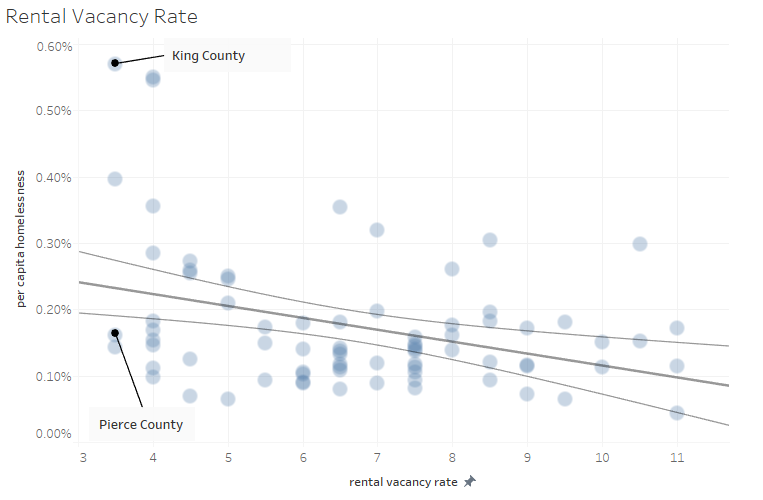 Rental Vacancy Rate
0.60%
King County
0.50%
0.40%
per capita homelessness
0.30%
0.20%
0.10%
Pierce County
0.00%
3 4 5 6 7 8 9 10 11
rental vacancy rate